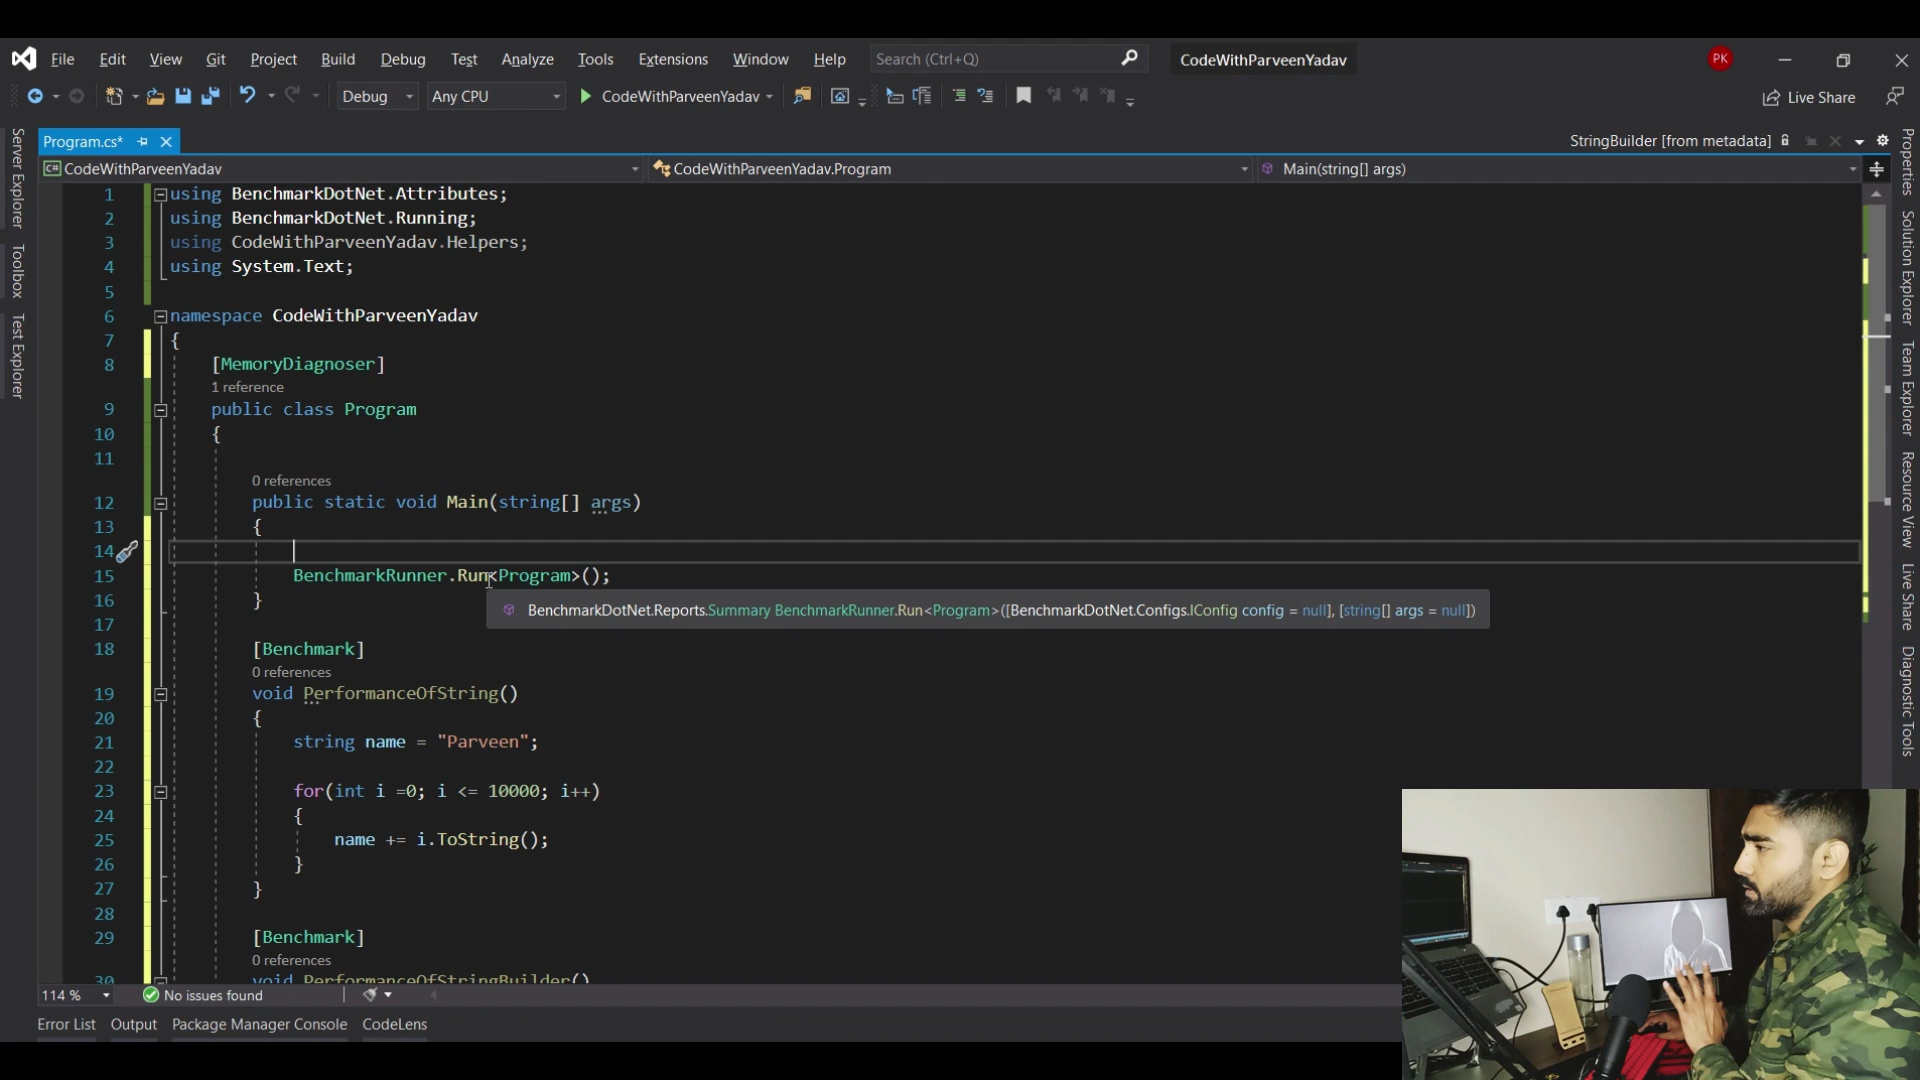 File Edit View Git Project Build Debug Test Analyze Tools Extensions Window Help Search (Ctrl+Q) CodeWithParveenYadav PK
Debug Any CPU CodeWithParveenYadav Live Share
Program.cs* StringBuilder [from metadata]
C# CodeWithParveenYadav CodeWithParveenYadav.Program Main(string[] args)
Server Explorer
Toolbox
Test Explorer
1 using BenchmarkDotNet.Attributes;
2 using BenchmarkDotNet.Running;
3 using CodeWithParveenYadav.Helpers;
4 using System.Text;
5
6 namespace CodeWithParveenYadav
7 {
8 [MemoryDiagnoser]
1 reference
9 public class Program
10 {
11
0 references
12 public static void Main(string[] args)
13 {
14
15 BenchmarkRunner.Run<Program>();
16 }
BenchmarkDotNet.Reports.Summary BenchmarkRunner.Run<Program>([BenchmarkDotNet.Configs.IConfig config = null], [string[] args = null])
17
18 [Benchmark]
0 references
19 void PerformanceOfString()
20 {
21 string name = "Parveen";
22
23 for(int i =0; i <= 10000; i++)
24 {
25 name += i.ToString();
26 }
27 }
28
29 [Benchmark]
0 references
30 void PerformanceOfStringBuilder()
114 % No issues found
Error List Output Package Manager Console CodeLens
Properties
Solution Explorer
Team Explorer
Resource View
Live Share
Diagnostic Tools